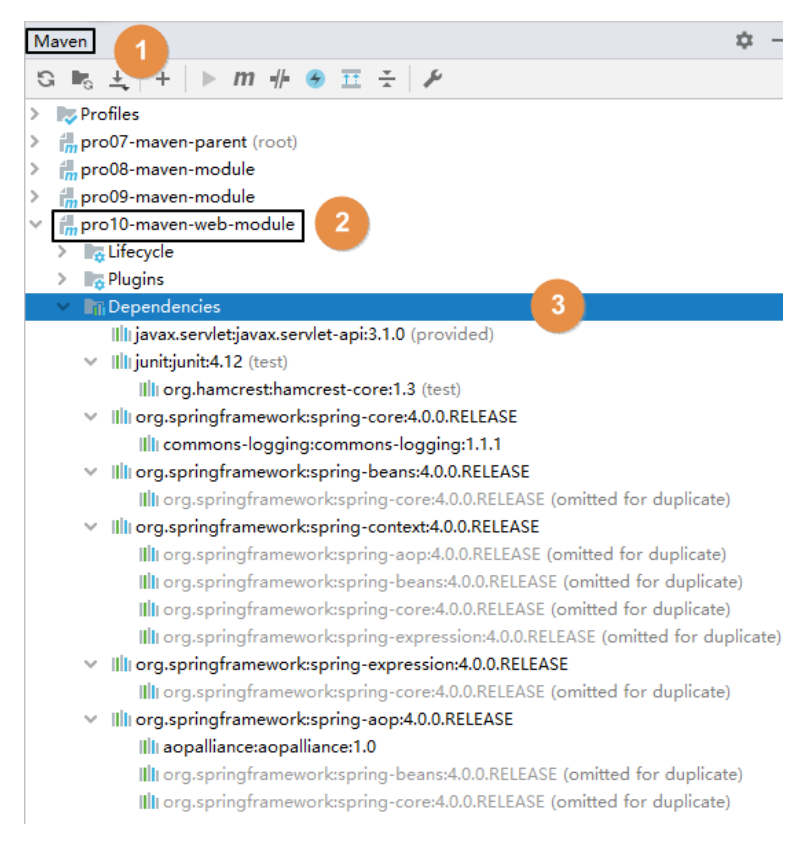 Maven
1
m
Profiles
pro07-maven-parent (root)
pro08-maven-module
pro09-maven-module
pro10-maven-web-module
2
Lifecycle
Plugins
Dependencies
3
javax.servlet:javax.servlet-api:3.1.0 (provided)
junit:junit:4.12 (test)
org.hamcrest:hamcrest-core:1.3 (test)
org.springframework:spring-core:4.0.0.RELEASE
commons-logging:commons-logging:1.1.1
org.springframework:spring-beans:4.0.0.RELEASE
org.springframework:spring-core:4.0.0.RELEASE (omitted for duplicate)
org.springframework:spring-context:4.0.0.RELEASE
org.springframework:spring-aop:4.0.0.RELEASE (omitted for duplicate)
org.springframework:spring-beans:4.0.0.RELEASE (omitted for duplicate)
org.springframework:spring-core:4.0.0.RELEASE (omitted for duplicate)
org.springframework:spring-expression:4.0.0.RELEASE (omitted for duplicate)
org.springframework:spring-expression:4.0.0.RELEASE
org.springframework:spring-core:4.0.0.RELEASE (omitted for duplicate)
org.springframework:spring-aop:4.0.0.RELEASE
aopalliance:aopalliance:1.0
org.springframework:spring-beans:4.0.0.RELEASE (omitted for duplicate)
org.springframework:spring-core:4.0.0.RELEASE (omitted for duplicate)